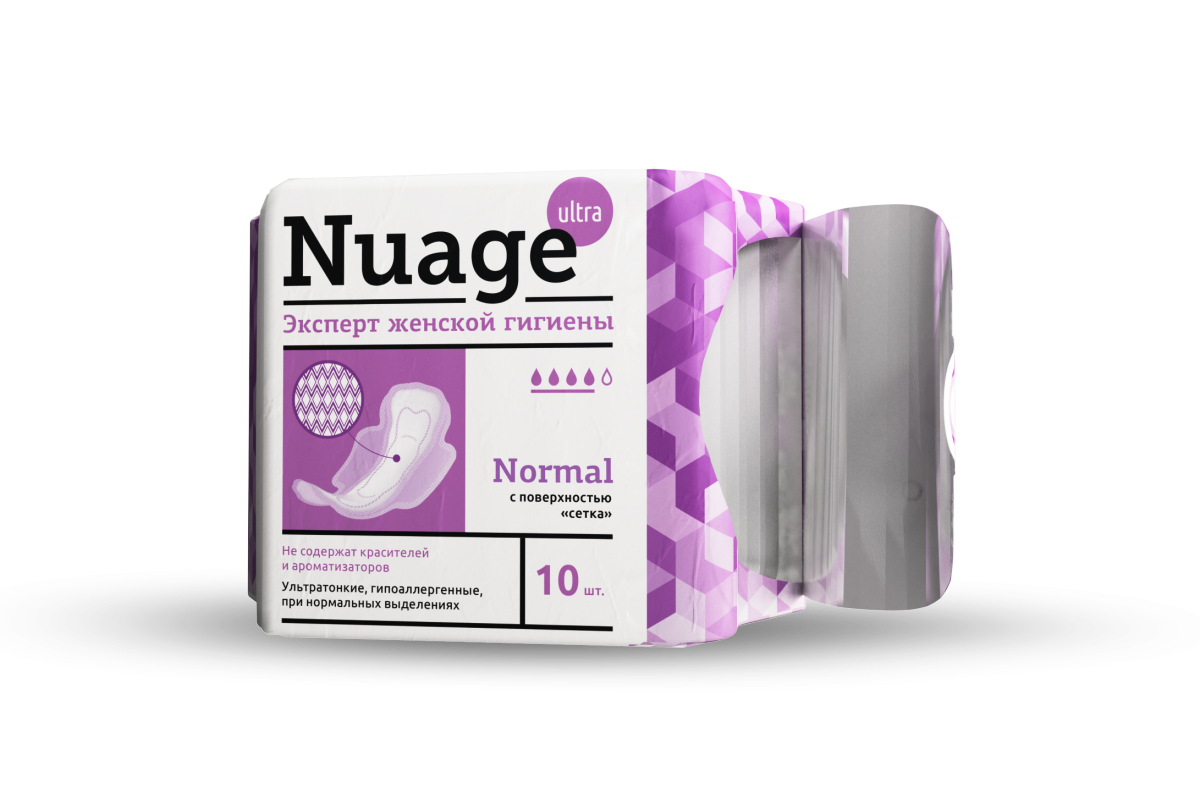 ultra
Nuage
Эксперт женской гигиены
Normal
с поверхностью
«сетка»
Не содержат красителей
и ароматизаторов
Ультратонкие, гипоаллергенные,
при нормальных выделениях
10 шт.